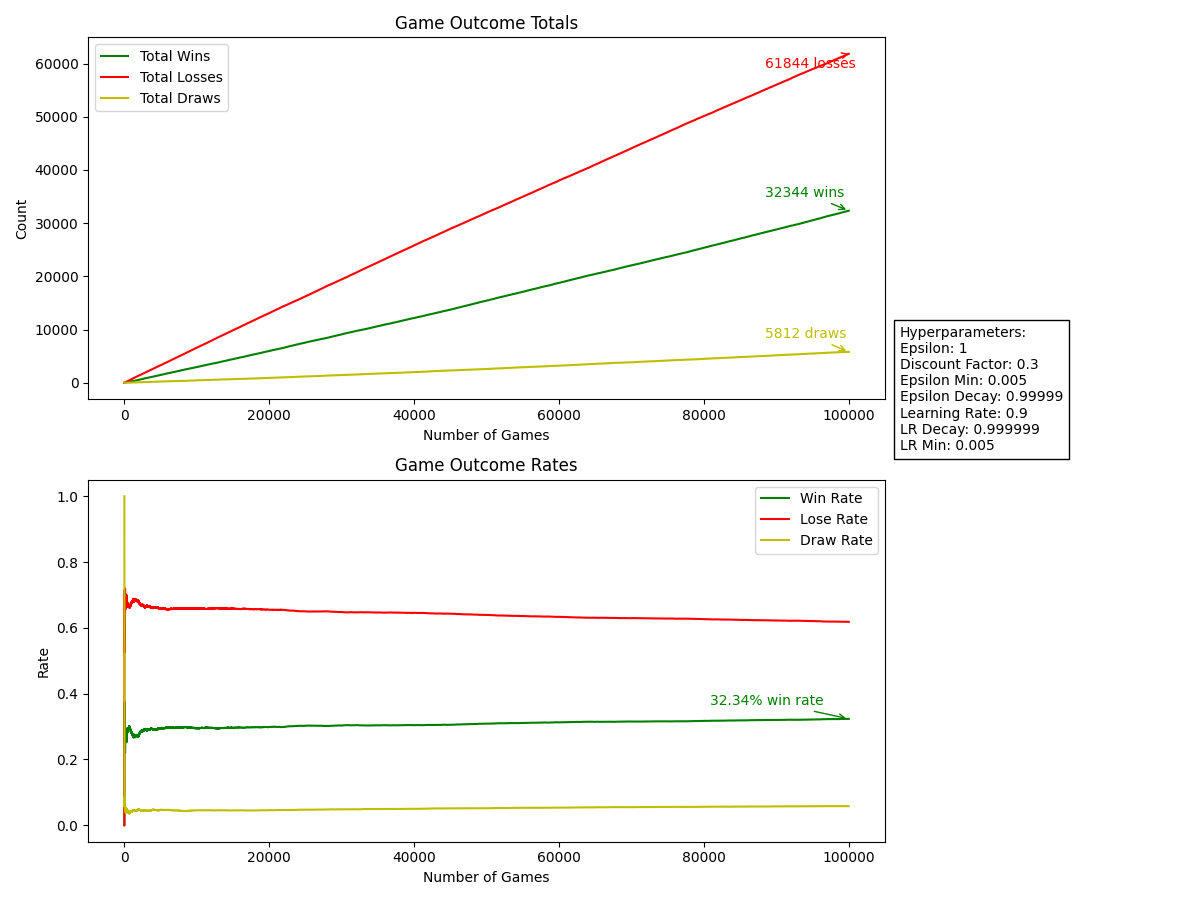 Game Outcome Totals
Total Wins
Total Losses
Total Draws
61844 losses
32344 wins
5812 draws
60000
50000
40000
30000
20000
10000
0
Count
0 20000 40000 60000 80000 100000
Number of Games
Hyperparameters:
Epsilon: 1
Discount Factor: 0.3
Epsilon Min: 0.005
Epsilon Decay: 0.99999
Learning Rate: 0.9
LR Decay: 0.999999
LR Min: 0.005
Game Outcome Rates
Win Rate
Lose Rate
Draw Rate
32.34% win rate
1.0
0.8
0.6
0.4
0.2
0.0
Rate
0 20000 40000 60000 80000 100000
Number of Games